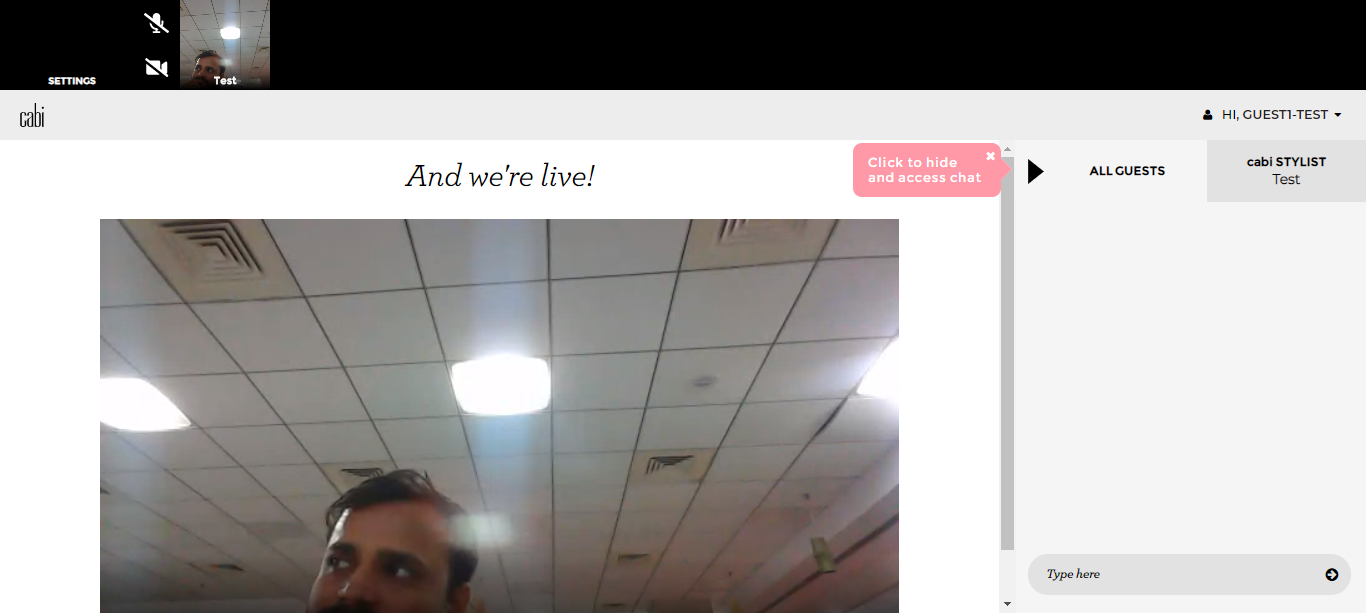 SETTINGS
Test
cabi
HI, GUEST1-TEST
And we're live!
Click to hide
and access chat
ALL GUESTS
cabi STYLIST
Test
Type here